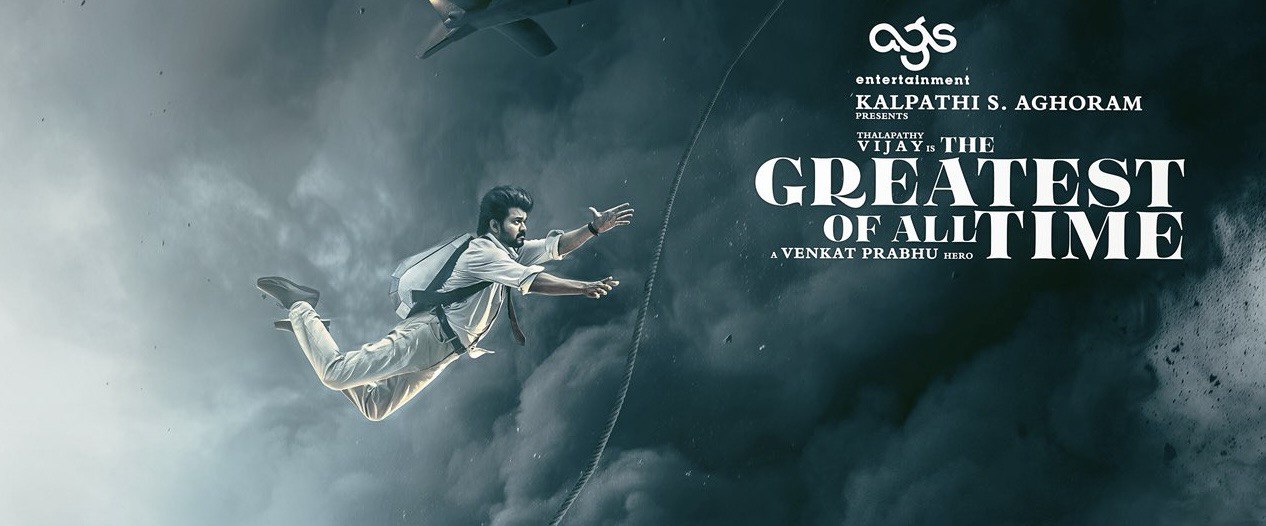 ags
entertainment
KALPATHI S. AGHORAM
PRESENTS
THALAPATHY
VIJAY IS THE
GREATEST
OF ALL TIME
A VENKAT PRABHU HERO